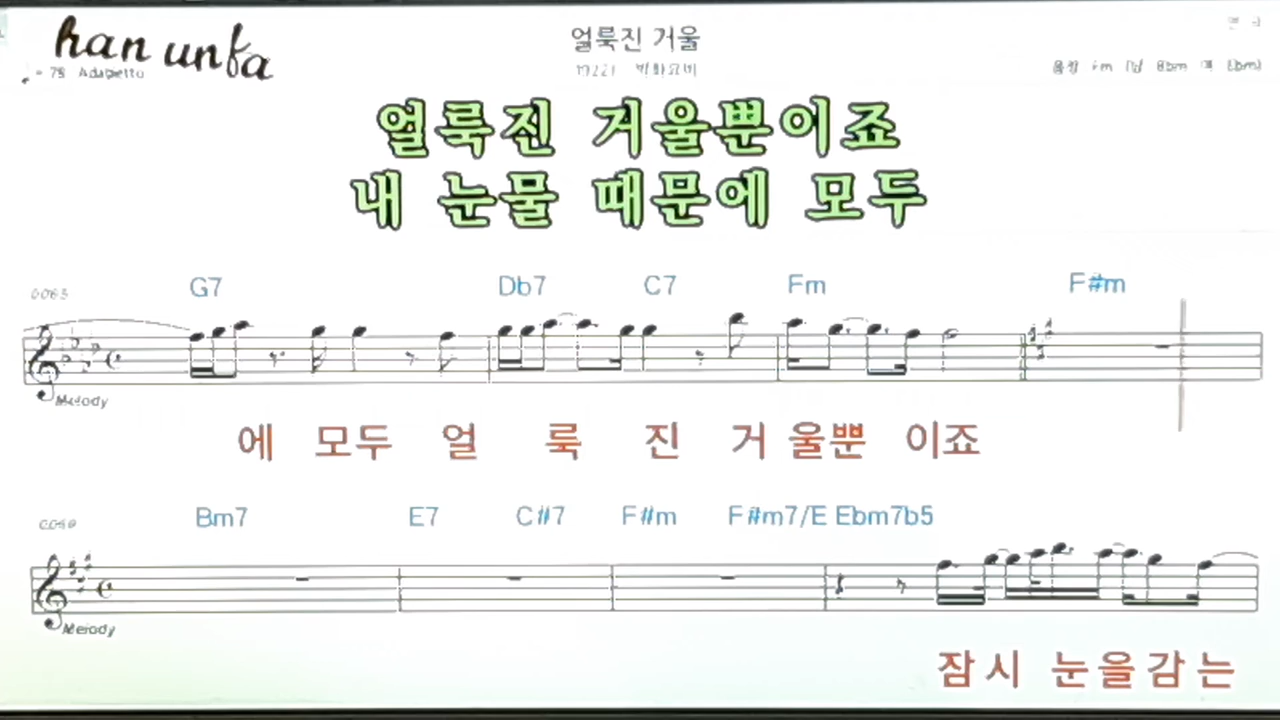 han unfa
얼룩진 거울
= 78
얼룩진 거울뿐이죠
내 눈물 때문에 모두
G7 Db7 C7 Fm F#m
Melody
에 모두 얼 룩 진 거 울뿐 이죠
Bm7 E7 C#7 F#m F#m7/E Ebm7b5
Melody
잠시 눈을감는